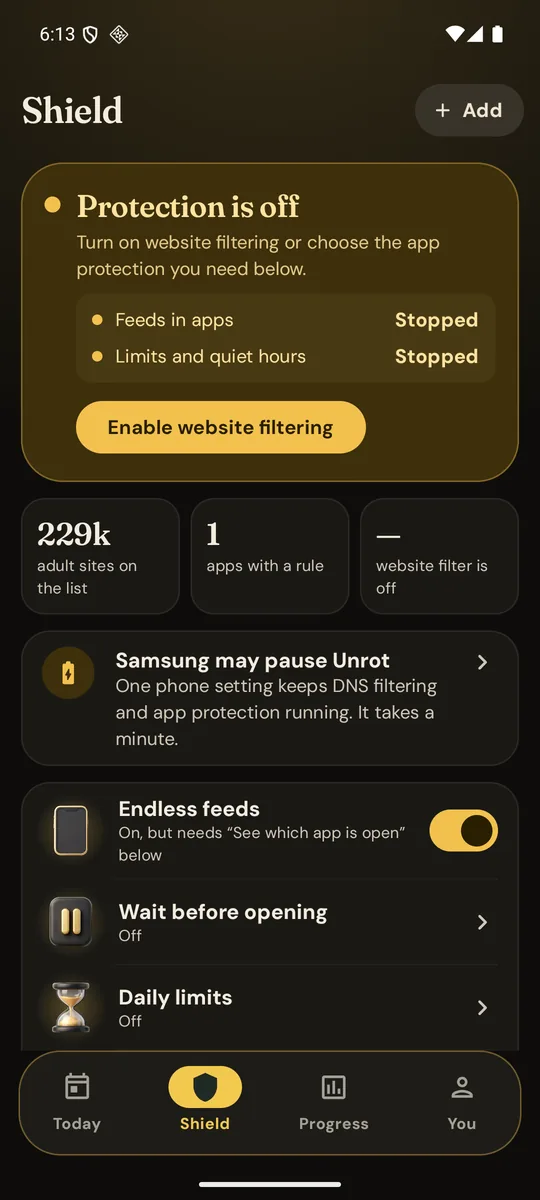 6:13
Shield
+ Add
Protection is off
Turn on website filtering or choose the app
protection you need below.
Feeds in apps Stopped
Limits and quiet hours Stopped
Enable website filtering
229k
adult sites on
the list
1
apps with a rule
—
website filter is
off
Samsung may pause Unrot
One phone setting keeps DNS filtering
and app protection running. It takes a
minute.
Endless feeds
On, but needs “See which app is open”
below
Wait before opening
Off
Daily limits
Off
Today Shield Progress You